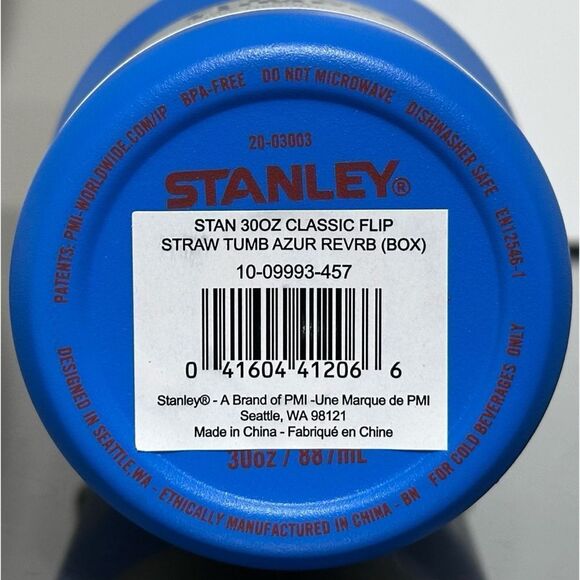 PATENTS: PMI-WORLDWIDE.COM/IP BPA-FREE DO NOT MICROWAVE DISHWASHER SAFE EN12546-1
20-03003
STANLEY®
STAN 30OZ CLASSIC FLIP
STRAW TUMB AZUR REVRB (BOX)
10-09993-457
0 41604 41206 6
Stanley® - A Brand of PMI -Une Marque de PMI
Seattle, WA 98121
Made in China - Fabriqué en Chine
30oz / 887mL
DESIGNED IN SEATTLE, WA - ETHICALLY MANUFACTURED IN CHINA - BN FOR COLD BEVERAGES ONLY